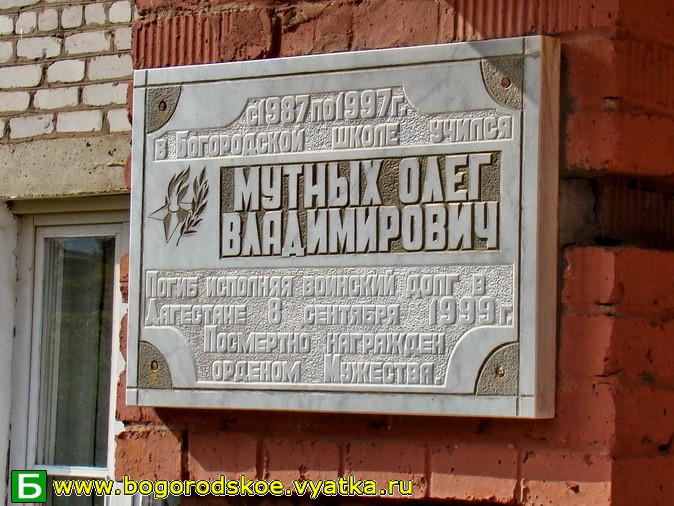 с 1987 по 1997 г.
в Богородской школе учился
МУТНЫХ ОЛЕГ
ВЛАДИМИРОВИЧ
Погиб исполняя воинский долг в
Дагестане 8 сентября 1999 г.
Посмертно награжден
орденом Мужества.
Б www.bogorodskoe.vyatka.ru